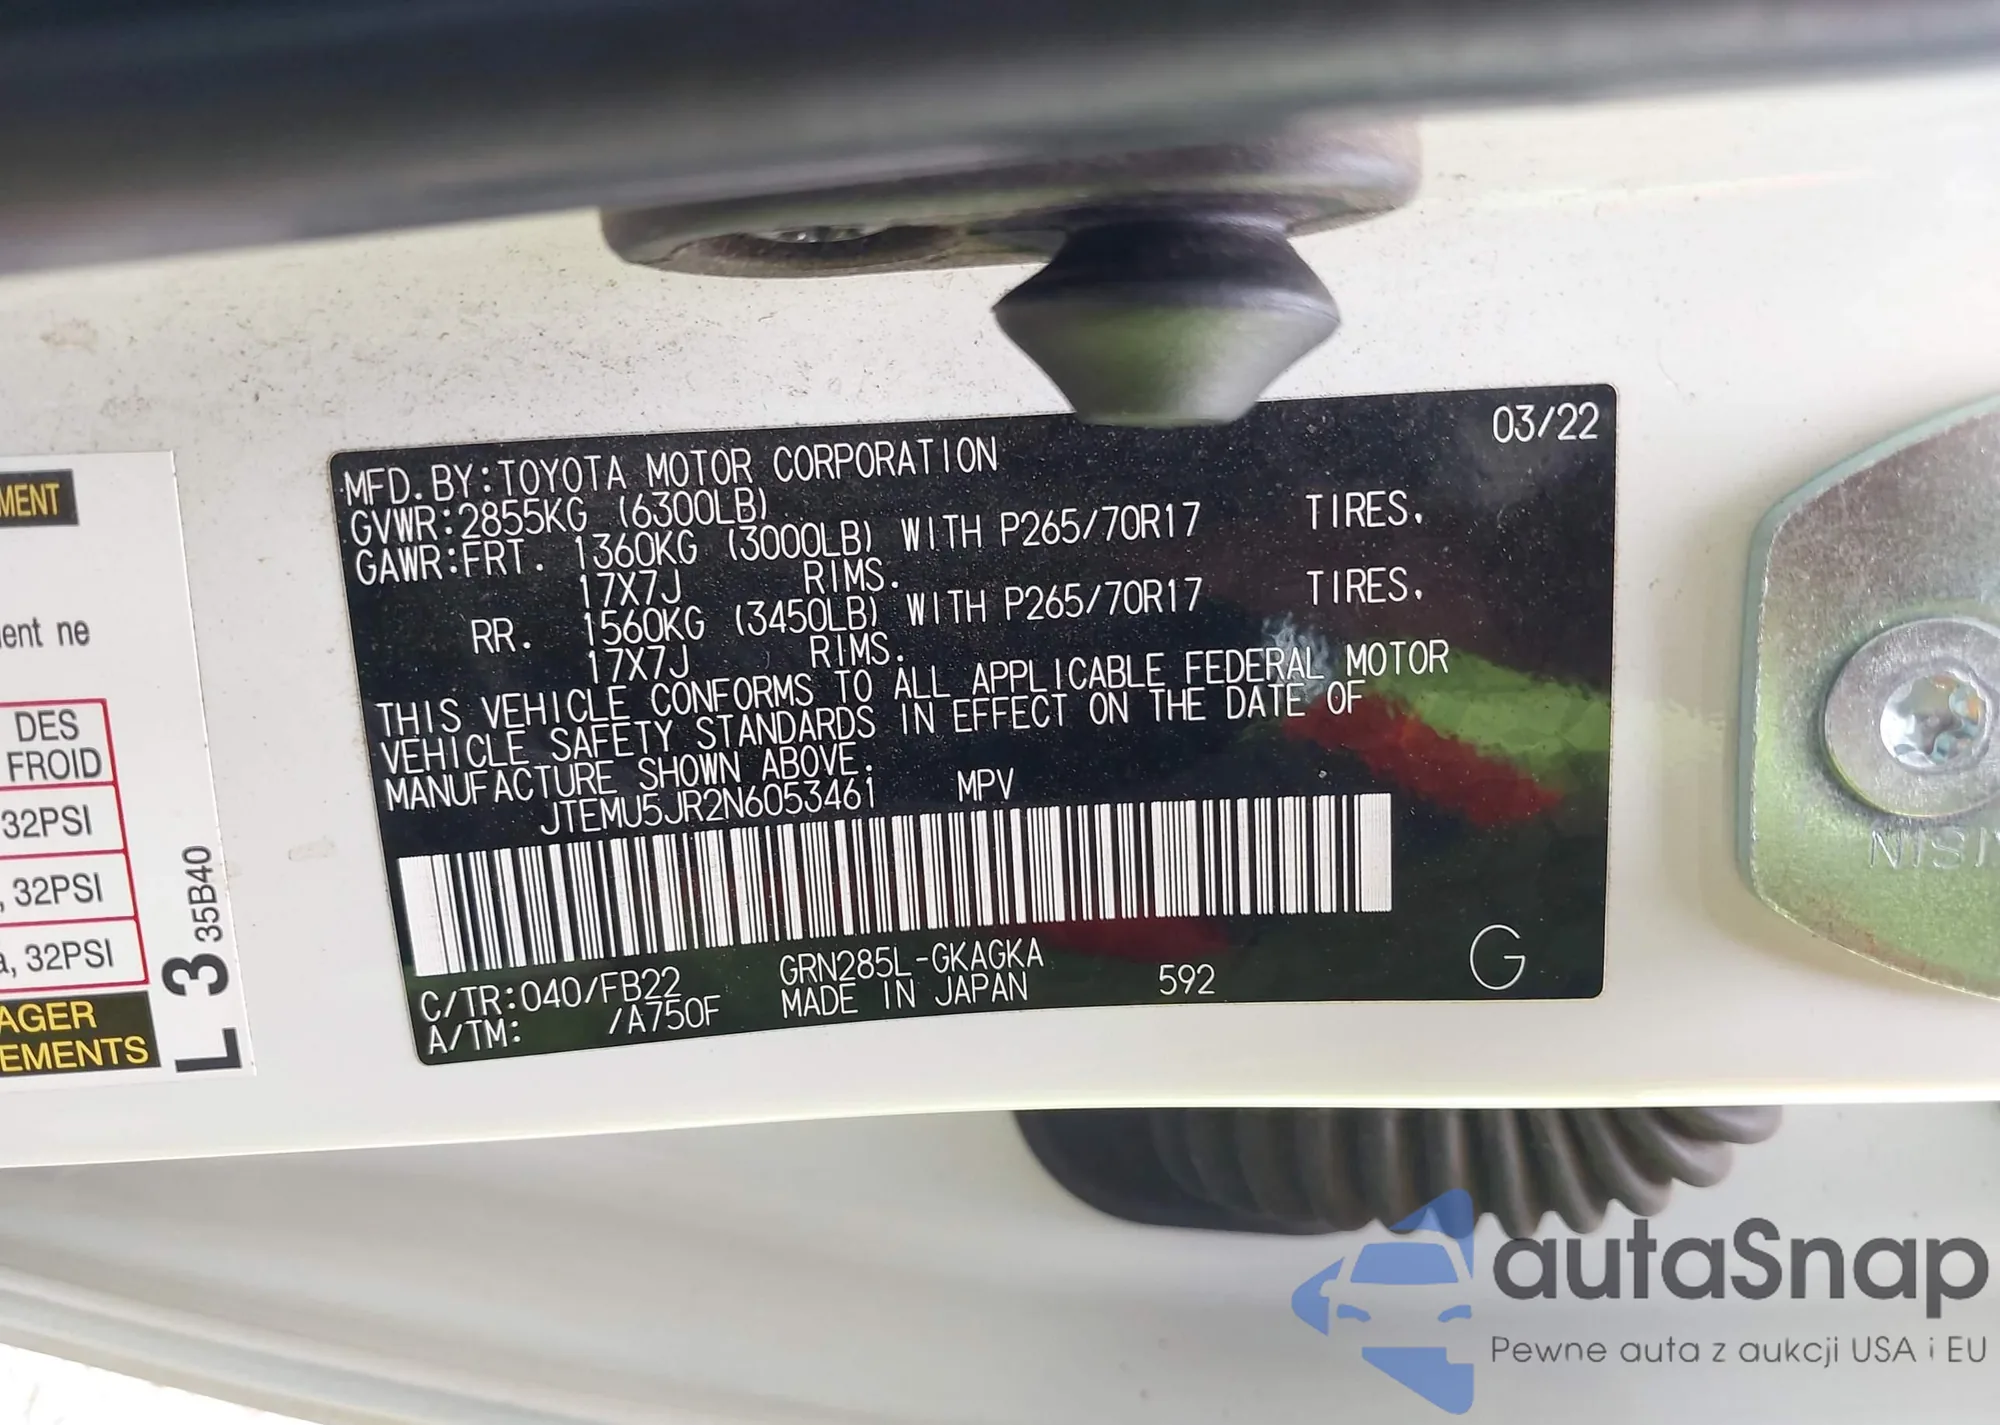 MENT
ent ne
DES
FROID
32PSI
, 32PSI
a, 32PSI
AGER
EMENTS
L 3 35B40
03/22
MFD. BY: TOYOTA MOTOR CORPORATION
GVWR: 2855KG (6300LB)
GAWR: FRT. 1360KG (3000LB) WITH P265/70R17 TIRES.
17X7J RIMS.
RR. 1560KG (3450LB) WITH P265/70R17 TIRES.
17X7J RIMS.
THIS VEHICLE CONFORMS TO ALL APPLICABLE FEDERAL MOTOR
VEHICLE SAFETY STANDARDS IN EFFECT ON THE DATE OF
MANUFACTURE SHOWN ABOVE.
JTEMU5JR2N6053461 MPV
C/TR: 040/FB22 GRN285L-GKAGKA
A/TM: /A750F MADE IN JAPAN 592 G
NISIN
autaSnap
Pewne auta z aukcji USA i EU